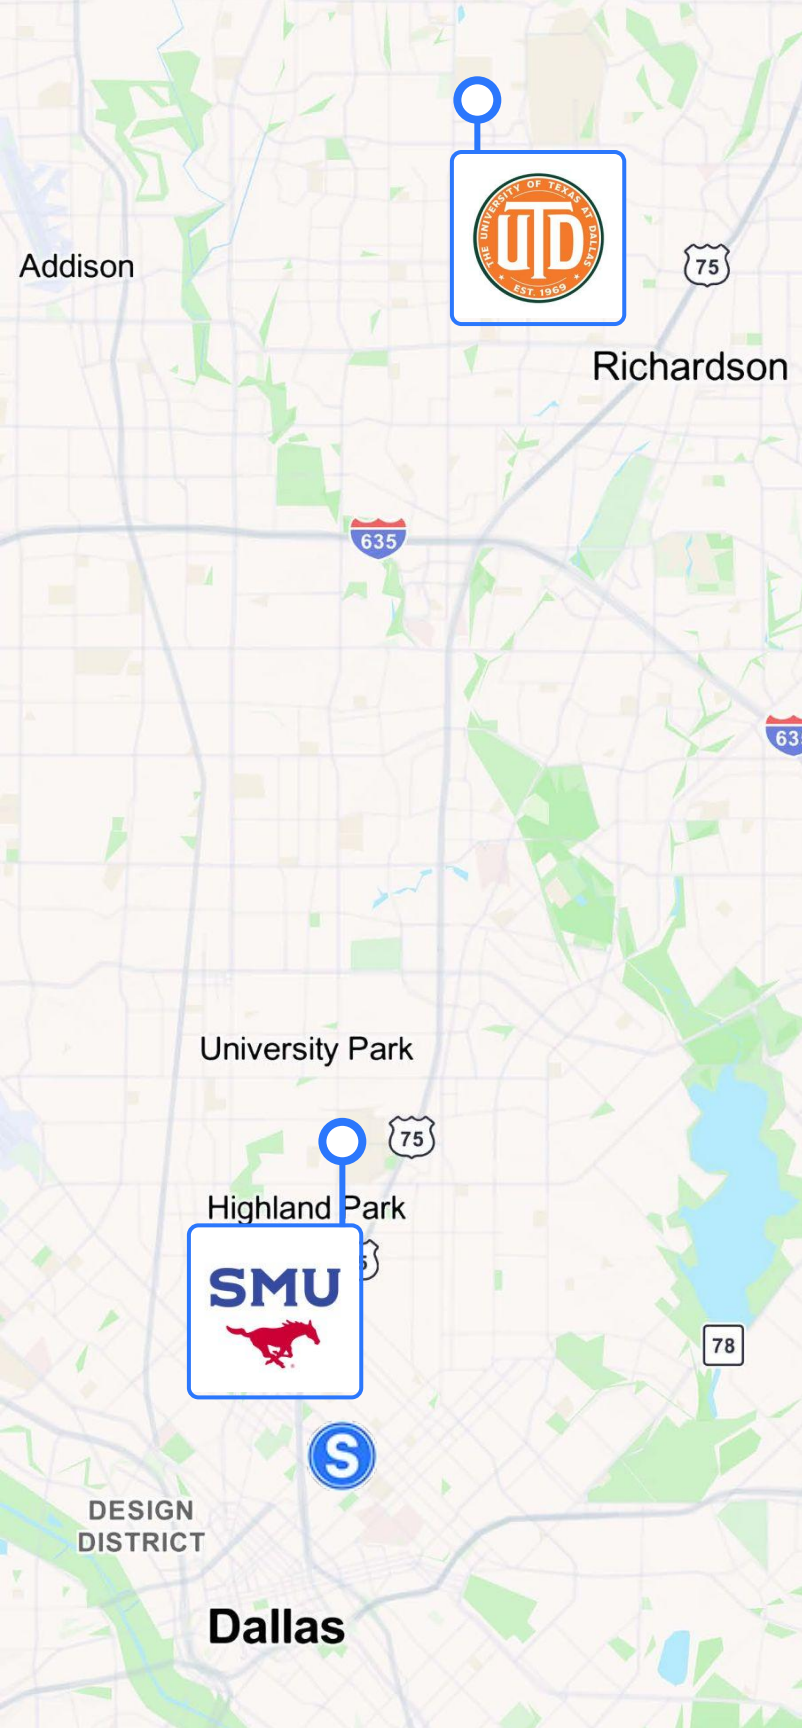 THE UNIVERSITY OF TEXAS AT DALLAS
UTD
EST. 1969
Addison
75
Richardson
635
63
University Park
75
Highland Park
SMU
78
S
DESIGN
DISTRICT
Dallas